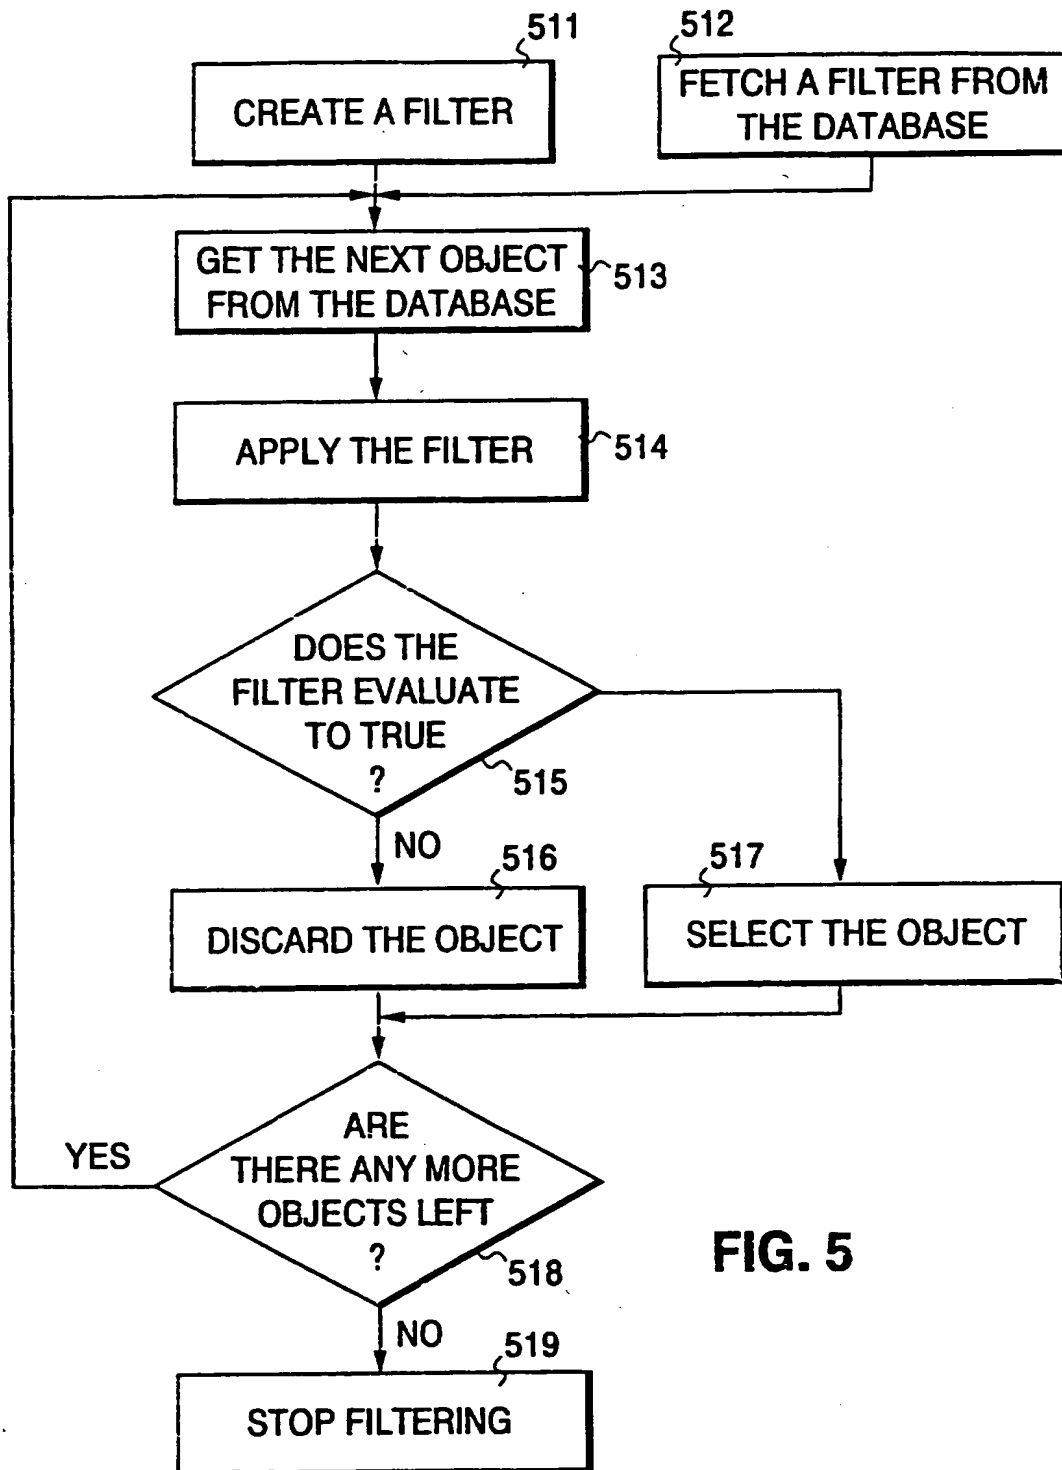 511
CREATE A FILTER
512
FETCH A FILTER FROM
THE DATABASE
GET THE NEXT OBJECT
FROM THE DATABASE
513
APPLY THE FILTER
514
DOES THE
FILTER EVALUATE
TO TRUE
?
515
NO
516
DISCARD THE OBJECT
517
SELECT THE OBJECT
YES
ARE
THERE ANY MORE
OBJECTS LEFT
?
518
FIG. 5
NO
519
STOP FILTERING